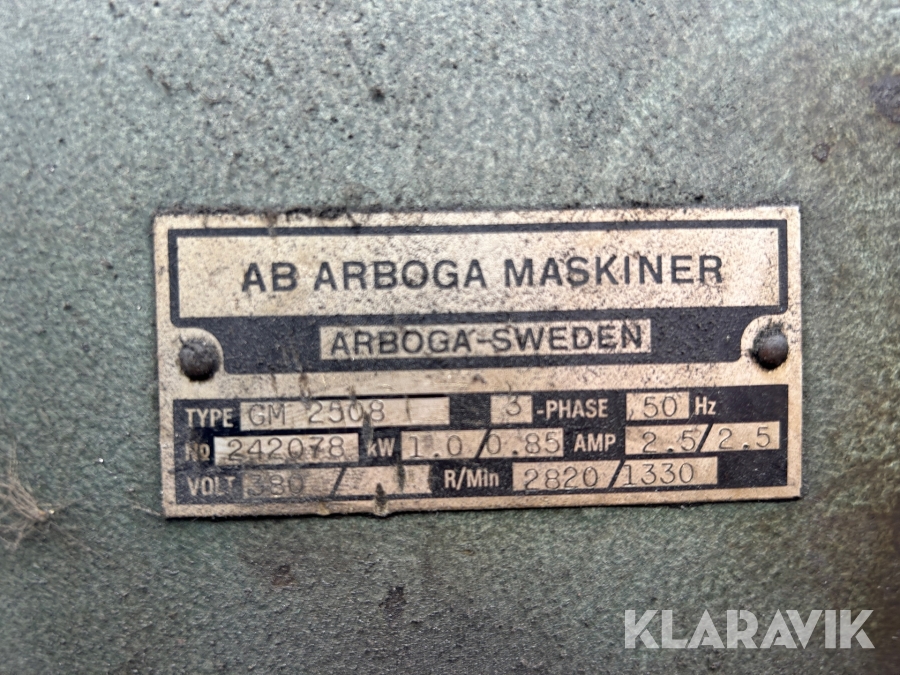 AB ARBOGA MASKINER
ARBOGA-SWEDEN
TYPE GM 2508 3-PHASE 50 Hz
No 242078 kW 1.0/0.85 AMP 2.5/2.5
VOLT 380 / R/Min 2820/1330
KLARAVIK